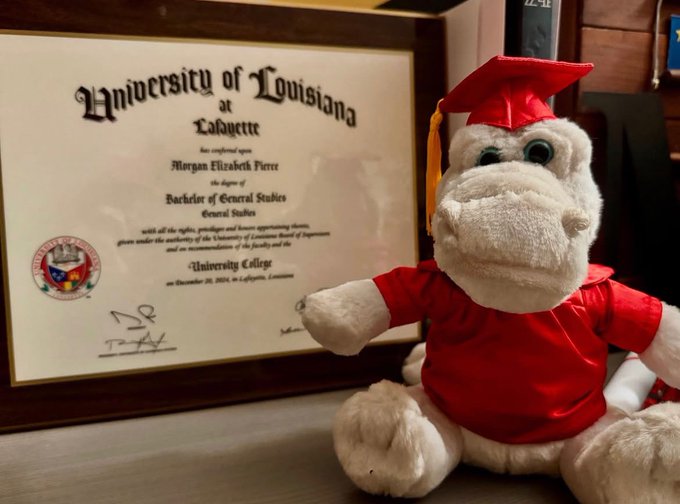 University of Louisiana
at
Lafayette
has conferred upon
Morgan Elizabeth Pierce
the degree of
Bachelor of General Studies
General Studies
with all the rights, privileges and honors appertaining thereto,
given under the authority of the University of Louisiana Board of Supervisors
and on recommendation of the faculty and the
University College
on December 20, 2024, in Lafayette, Louisiana